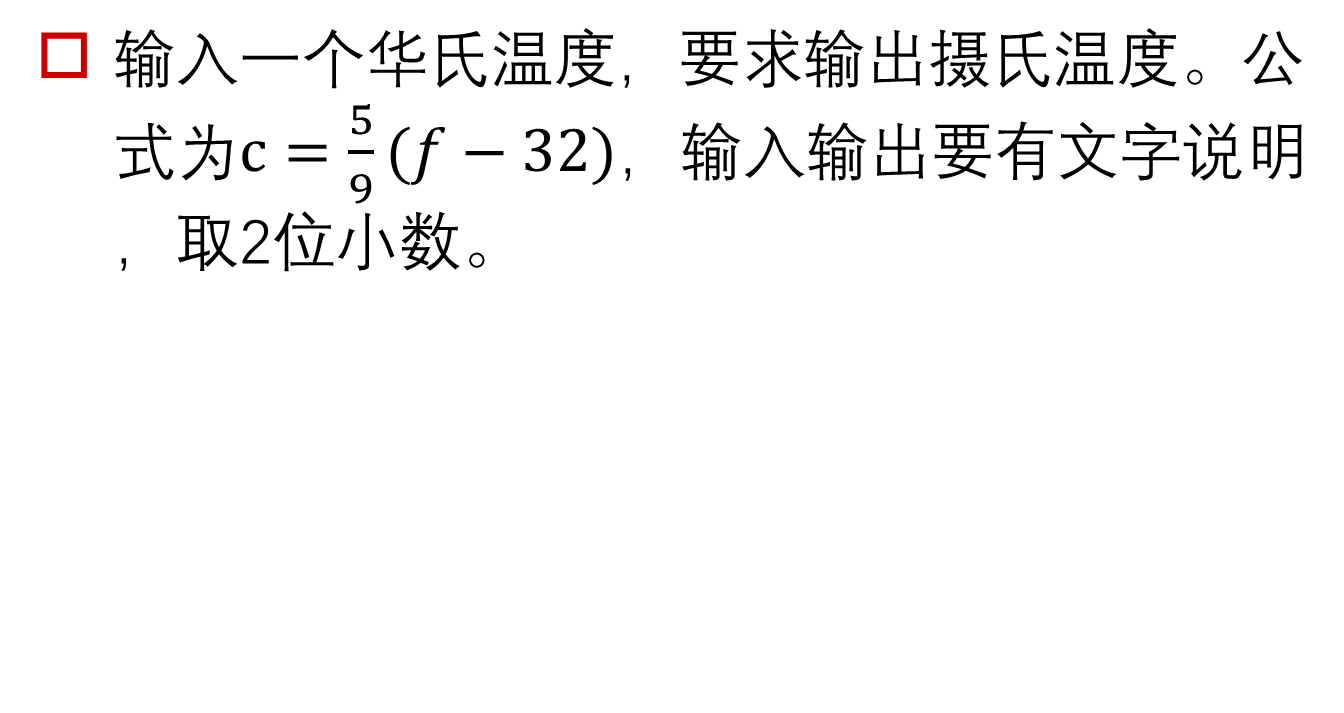 输入一个华氏温度，要求输出摄氏温度。公
式为c = 5/9 (f − 32)，输入输出要有文字说明
，取2位小数。